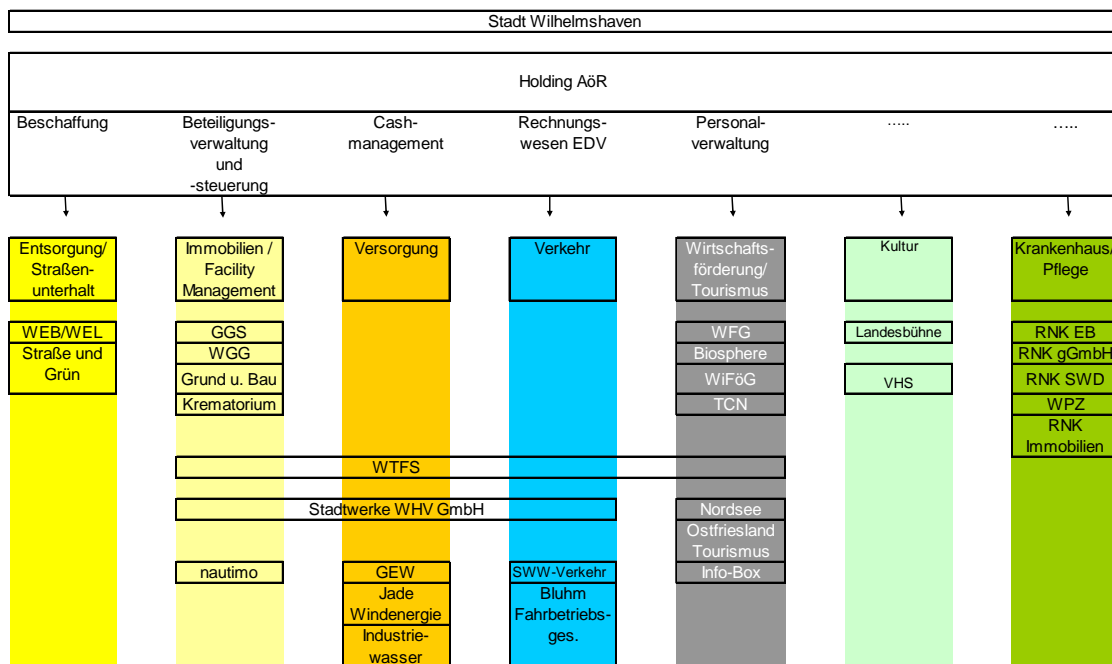 Stadt Wilhelmshaven
Holding AöR
Beschaffung
Beteiligungs-
verwaltung
und
-steuerung
Cash-
management
Rechnungs-
wesen EDV
Personal-
verwaltung
…..
…..
Entsorgung/
Straßen-
unterhalt
Immobilien /
Facility
Management
Versorgung
Verkehr
Wirtschafts-
förderung/
Tourismus
Kultur
Krankenhaus/
Pflege
WEB/WEL
Straße und
Grün
GGS
WGG
Grund u. Bau
Krematorium
WFG
Biosphere
WiFöG
TCN
Landesbühne
VHS
RNK EB
RNK gGmbH
RNK SWD
WPZ
RNK
Immobilien
WTFS
Stadtwerke WHV GmbH
Nordsee
Ostfriesland
Tourismus
Info-Box
nautimo
GEW
Jade
Windenergie
Industrie-
wasser
SWW-Verkehr
Bluhm
Fahrbetriebs-
ges.